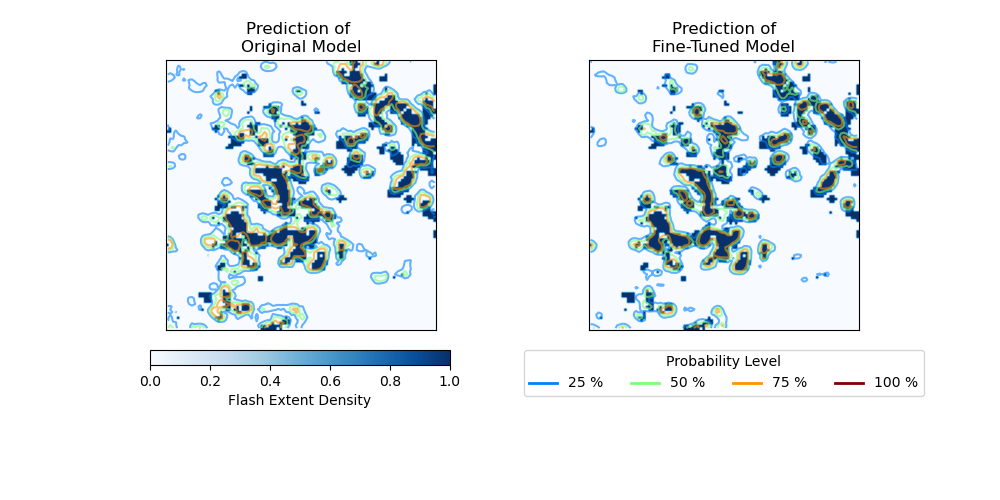 Prediction of
Original Model
Prediction of
Fine-Tuned Model
0.0 0.2 0.4 0.6 0.8 1.0
Flash Extent Density
Probability Level
25 % 50 % 75 % 100 %